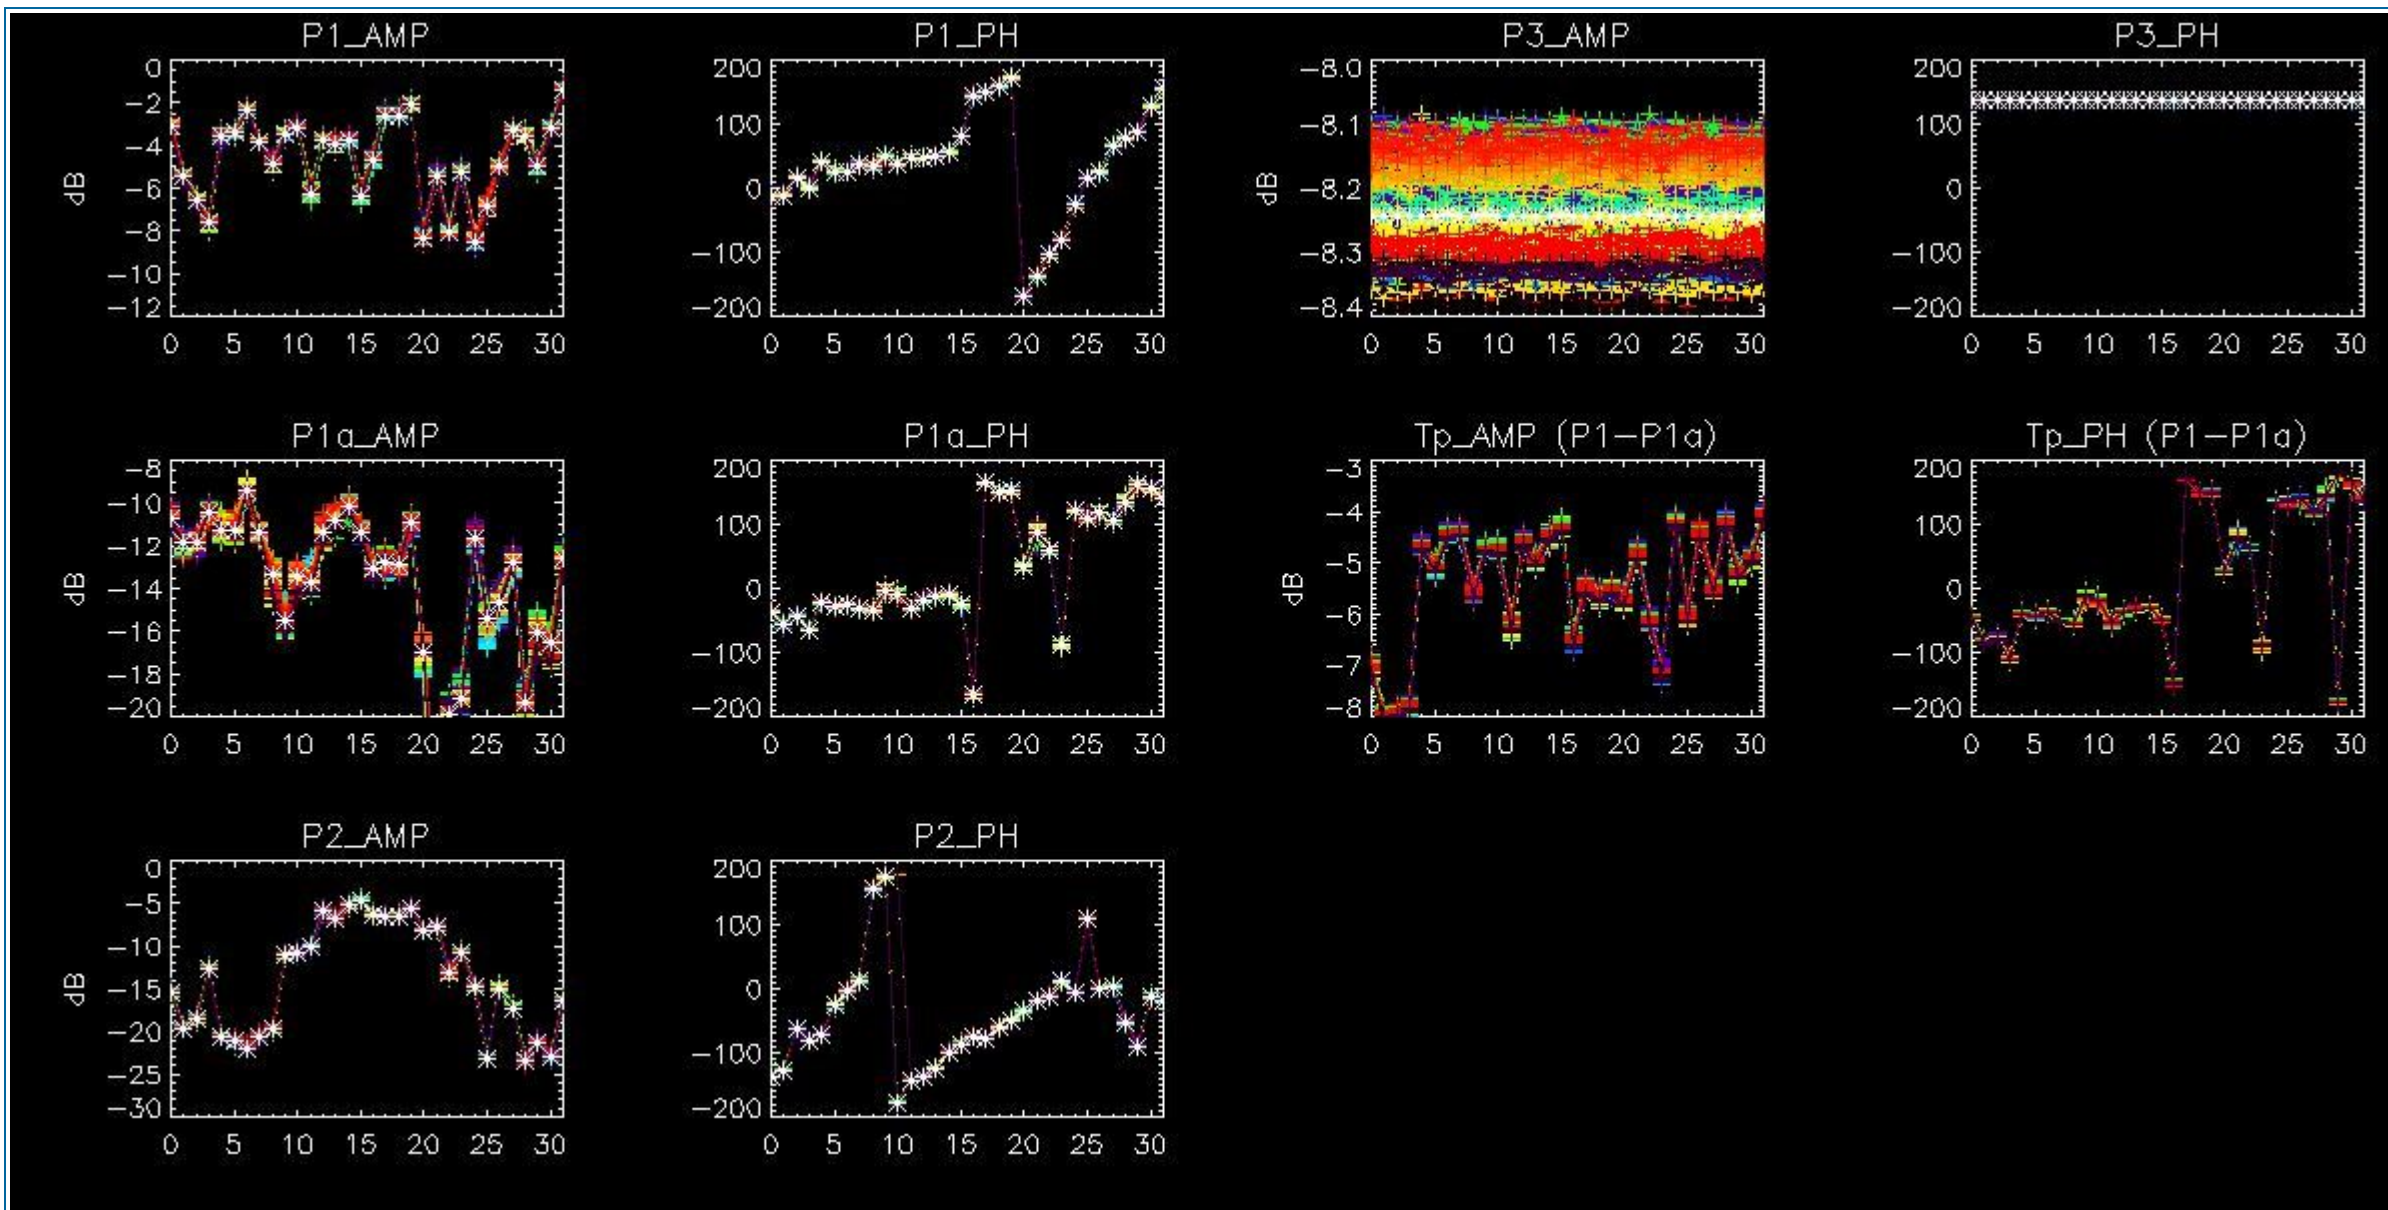 P1_AMP P1_PH P3_AMP P3_PH
0 200 -8.0 200
-2
100 -8.1 100
-4
dB -6 0 dB -8.2 0
-8
-100 -8.3 -100
-10
-12 -200 -8.4 -200
0 5 10 15 20 25 30 0 5 10 15 20 25 30 0 5 10 15 20 25 30 0 5 10 15 20 25 30
P1a_AMP P1a_PH Tp_AMP (P1-P1a) Tp_PH (P1-P1a)
-8 200 -3 200
-10
100 -4 100
-12
dB -14 0 dB -5 0
-16 -6
-100 -7 -100
-18
-20 -200 -8 -200
0 5 10 15 20 25 30 0 5 10 15 20 25 30 0 5 10 15 20 25 30 0 5 10 15 20 25 30
P2_AMP P2_PH
0 200
-5 100
-10
dB -15 0
-20 -100
-25
-30 -200
0 5 10 15 20 25 30 0 5 10 15 20 25 30